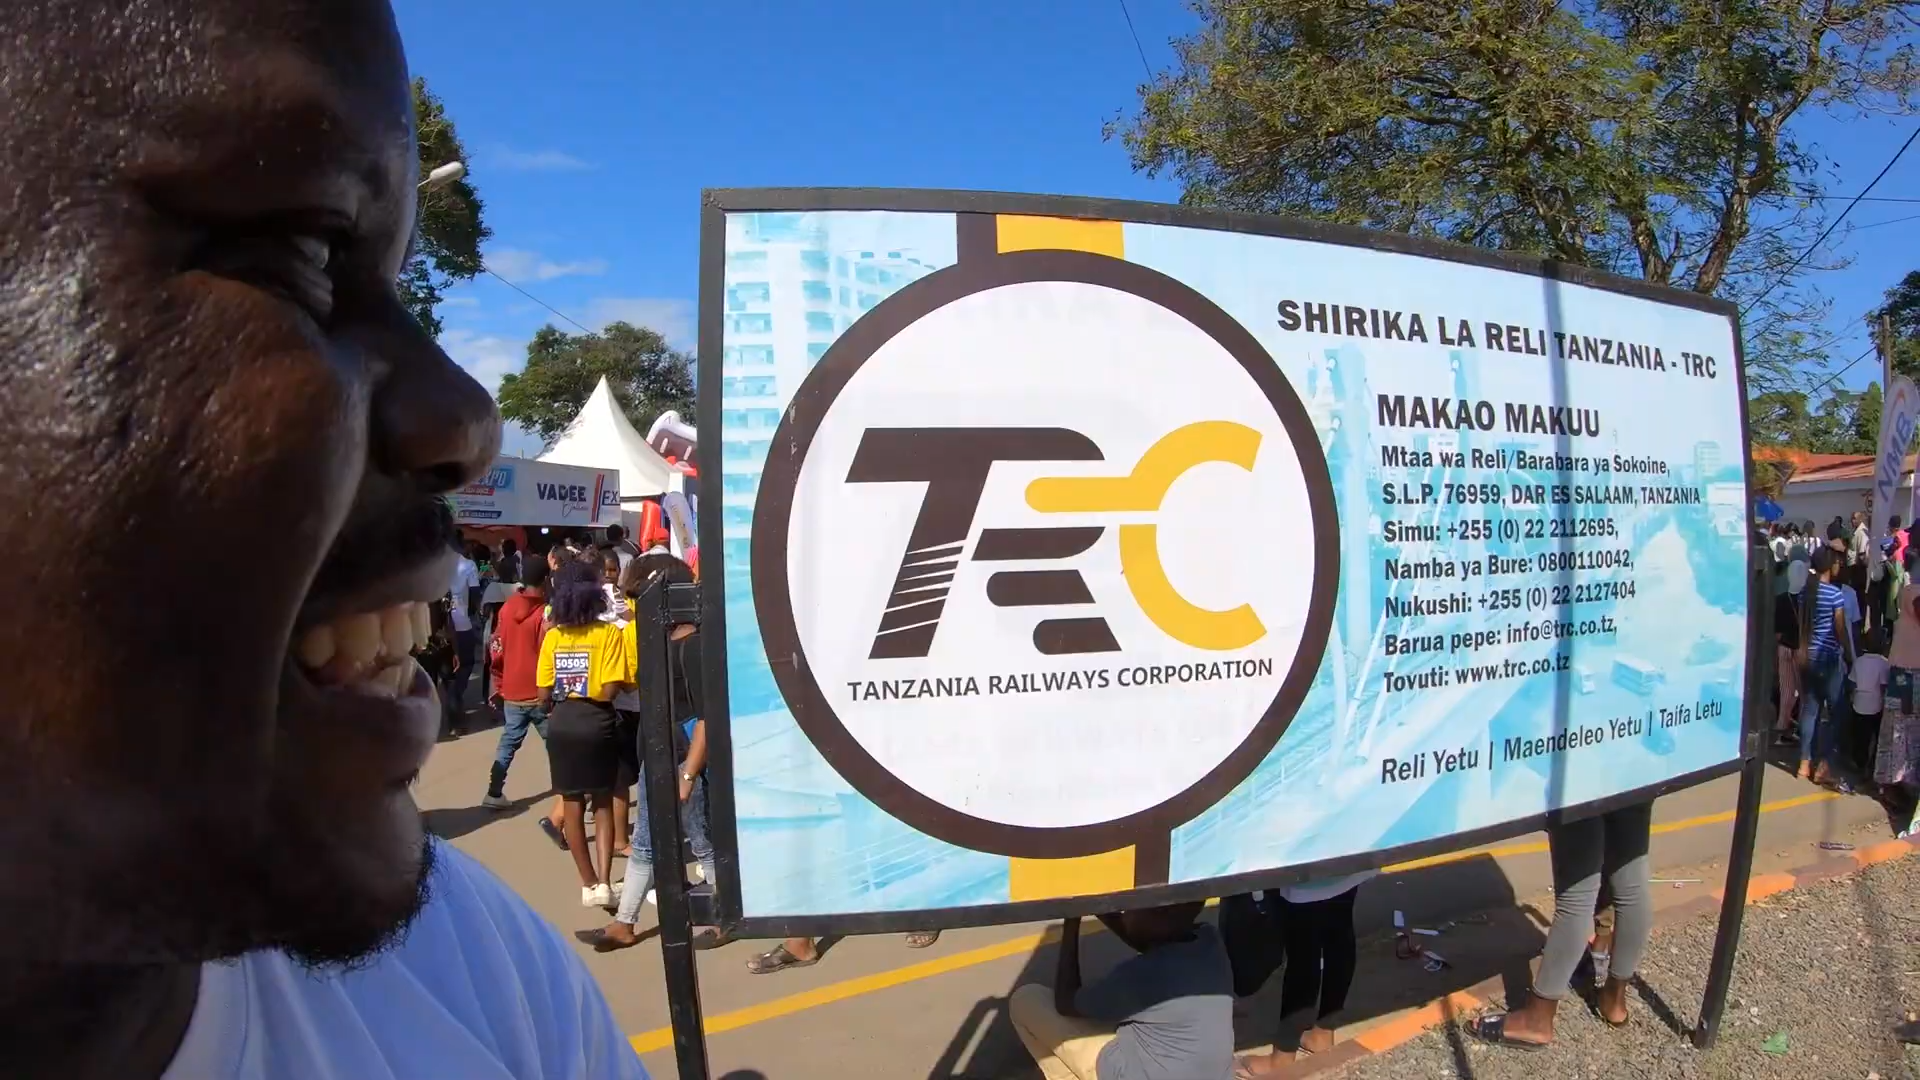 SHIRIKA LA RELI TANZANIA - TRC
MAKAO MAKUU
Mtaa wa Reli/Barabara ya Sokoine,
S.L.P. 76959, DAR ES SALAAM, TANZANIA
Simu: +255 (0) 22 2112695,
Namba ya Bure: 0800110042,
Nukushi: +255 (0) 22 2127404
Barua pepe: info@trc.co.tz,
Tovuti: www.trc.co.tz
Reli Yetu | Maendeleo Yetu | Taifa Letu
TRC
TANZANIA RAILWAYS CORPORATION
VADEE
FX
NMB